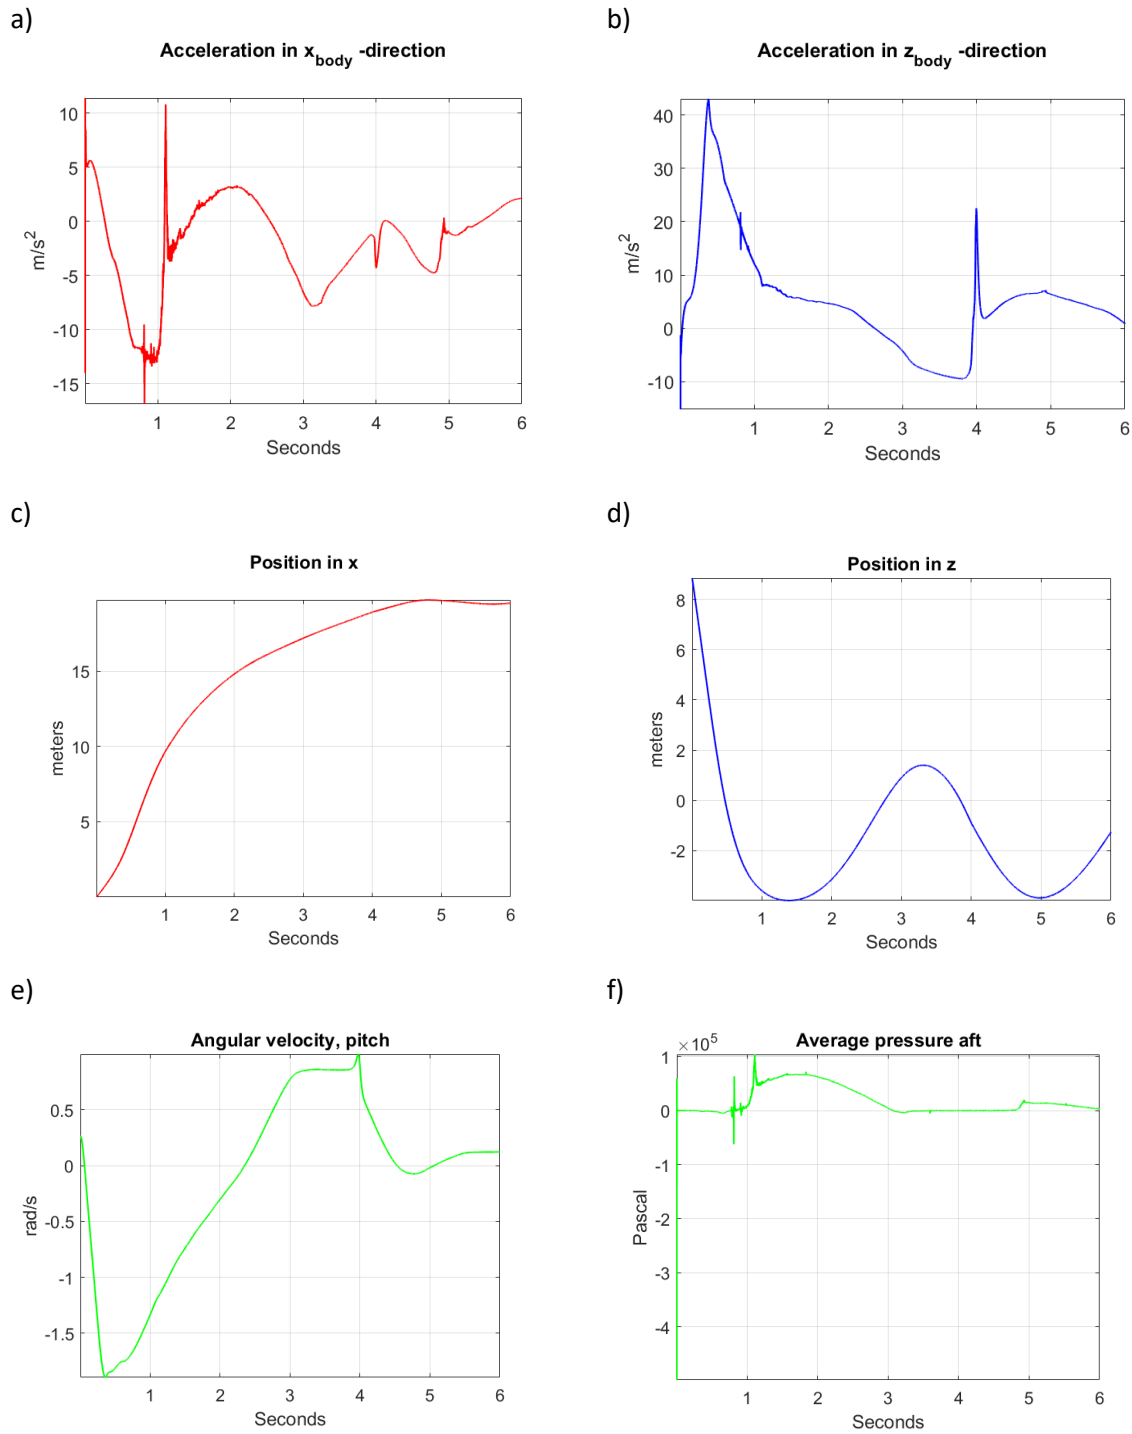 a)
b)
Acceleration in x_body -direction
Acceleration in z_body -direction
10
5
0
-5
-10
-15
m/s²
1 2 3 4 5 6
Seconds
40
30
20
10
0
-10
m/s²
1 2 3 4 5 6
Seconds
c)
d)
Position in x
Position in z
15
10
5
meters
1 2 3 4 5 6
Seconds
8
6
4
2
0
-2
meters
1 2 3 4 5 6
Seconds
e)
f)
Angular velocity, pitch
Average pressure aft
0.5
0
-0.5
-1
-1.5
rad/s
1 2 3 4 5 6
Seconds
×10⁵
1
0
-1
-2
-3
-4
Pascal
1 2 3 4 5 6
Seconds